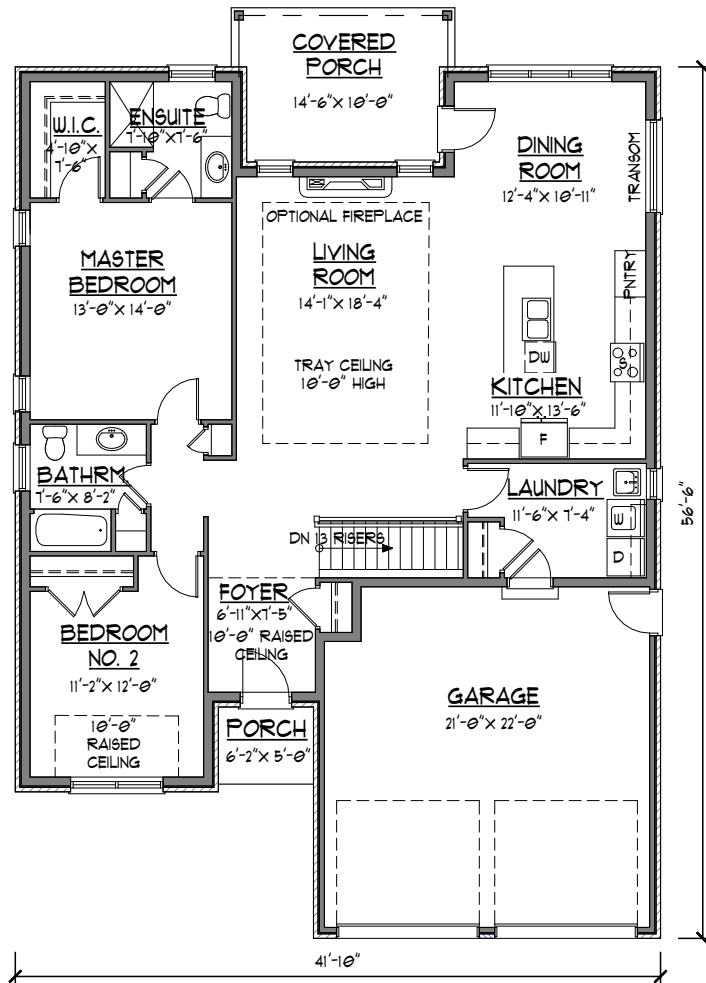 COVERED
PORCH
14'-6" X 10'-0"
ENSUITE
7'-10" X 7'-6"
W.I.C.
4'-10" X
7'-6"
DINING
ROOM
12'-4" X 10'-11"
TRANSOM
OPTIONAL FIREPLACE
LIVING
ROOM
14'-1" X 18'-4"
TRAY CEILING
10'-0" HIGH
MASTER
BEDROOM
13'-0" X 14'-0"
PNTRY
DW
S
KITCHEN
11'-10" X 13'-6"
F
BATHRM
7'-6" X 8'-2"
LAUNDRY
11'-6" X 7'-4"
W
D
56'-6"
DN 13 RISERS
FOYER
6'-11" X 7'-5"
10'-0" RAISED
CEILING
BEDROOM
NO. 2
11'-2" X 12'-0"
10'-0"
RAISED
CEILING
PORCH
6'-2" X 5'-0"
GARAGE
21'-0" X 22'-0"
41'-10"